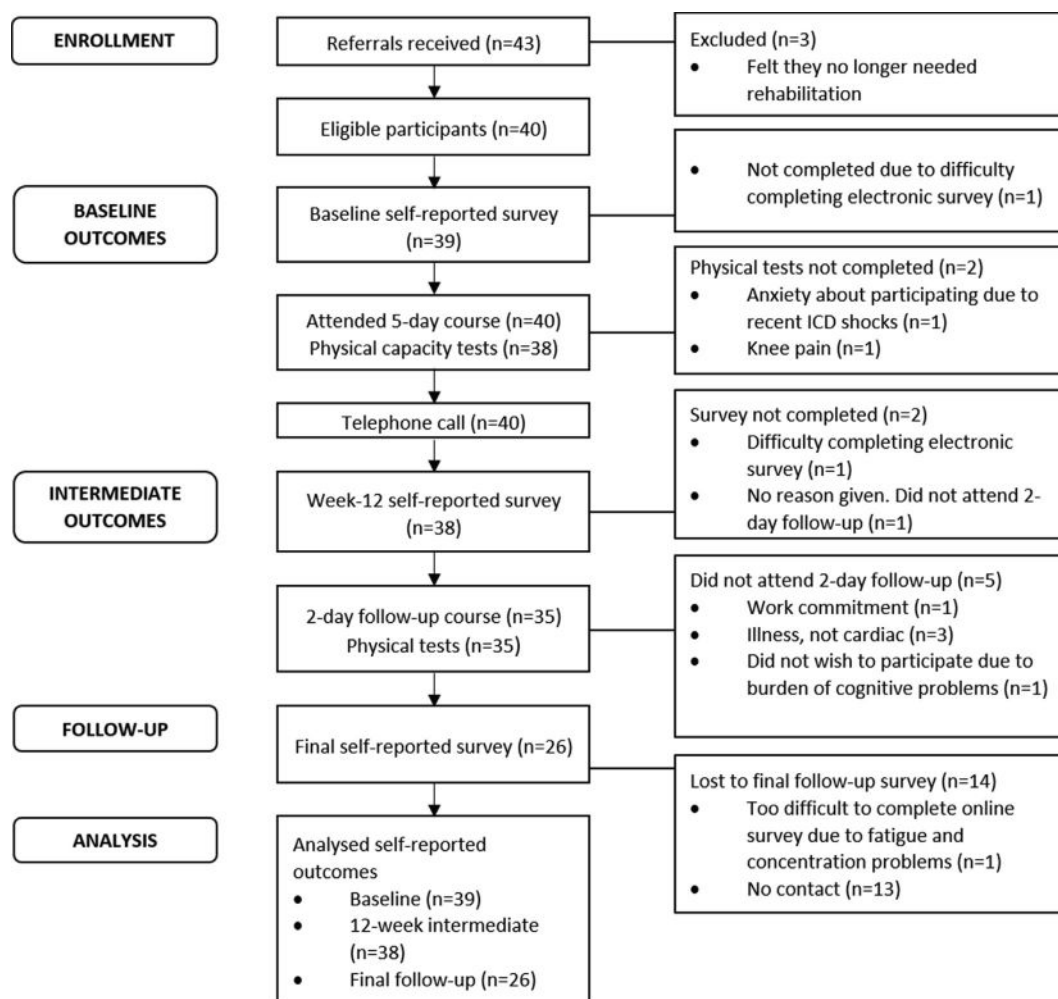 ENROLLMENT
Referrals received (n=43)
Excluded (n=3)
• Felt they no longer needed
rehabilitation
Eligible participants (n=40)
BASELINE
OUTCOMES
Baseline self-reported survey
(n=39)
• Not completed due to difficulty
completing electronic survey (n=1)
Attended 5-day course (n=40)
Physical capacity tests (n=38)
Physical tests not completed (n=2)
• Anxiety about participating due to
recent ICD shocks (n=1)
• Knee pain (n=1)
Telephone call (n=40)
INTERMEDIATE
OUTCOMES
Week-12 self-reported survey
(n=38)
Survey not completed (n=2)
• Difficulty completing electronic
survey (n=1)
• No reason given. Did not attend 2-
day follow-up (n=1)
2-day follow-up course (n=35)
Physical tests (n=35)
Did not attend 2-day follow-up (n=5)
• Work commitment (n=1)
• Illness, not cardiac (n=3)
• Did not wish to participate due to
burden of cognitive problems (n=1)
FOLLOW-UP
Final self-reported survey (n=26)
Lost to final follow-up survey (n=14)
• Too difficult to complete online
survey due to fatigue and
concentration problems (n=1)
• No contact (n=13)
ANALYSIS
Analysed self-reported
outcomes
• Baseline (n=39)
• 12-week intermediate
(n=38)
• Final follow-up (n=26)